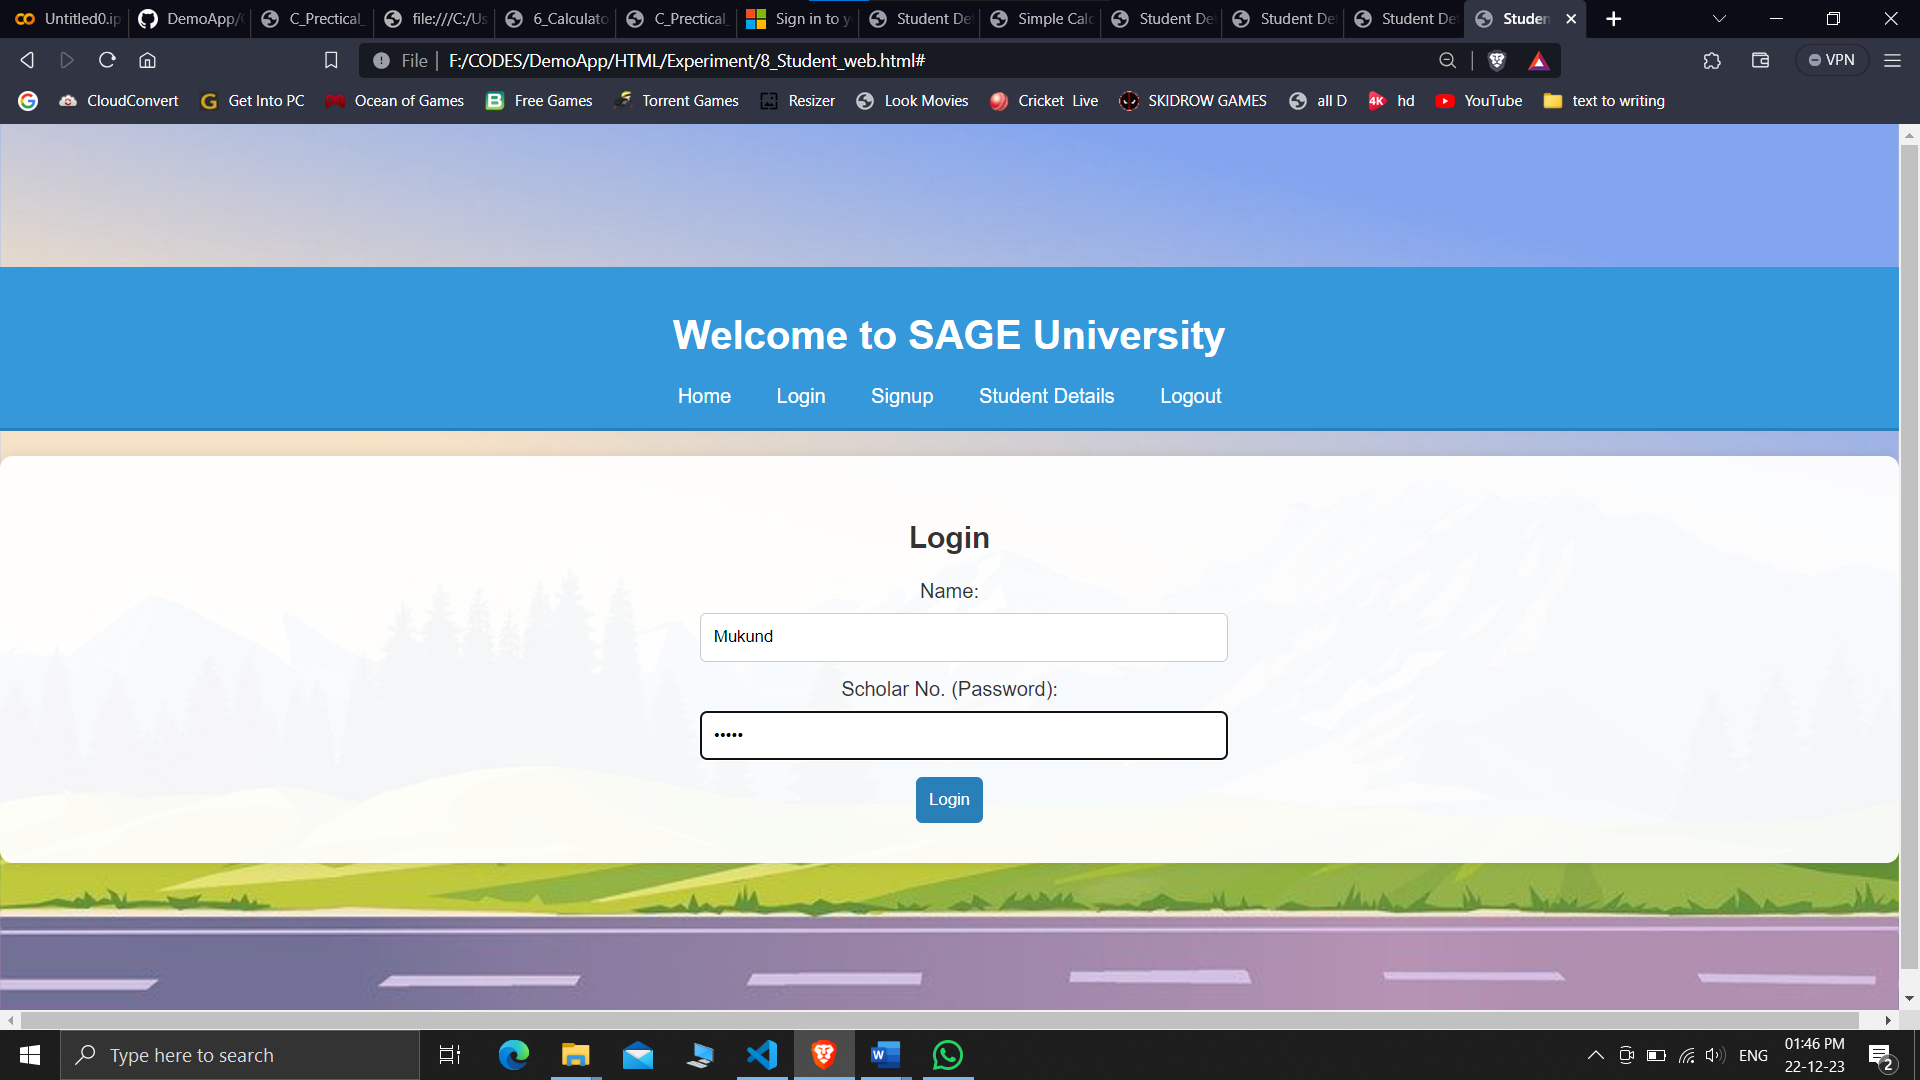 Untitled0.ip
DemoApp/
C_Prectical_
file:///C:/Us
6_Calculato
C_Prectical_
Sign in to y
Student De
Simple Calc
Student De
Student De
Student De
Studen
File
F:/CODES/DemoApp/HTML/Experiment/8_Student_web.html#
VPN
CloudConvert
Get Into PC
Ocean of Games
Free Games
Torrent Games
Resizer
Look Movies
Cricket Live
SKIDROW GAMES
all D
4K
hd
YouTube
text to writing
Welcome to SAGE University
Home
Login
Signup
Student Details
Logout
Login
Name:
Mukund
Scholar No. (Password):
•••••
Login
Type here to search
ENG
01:46 PM
22-12-23
2